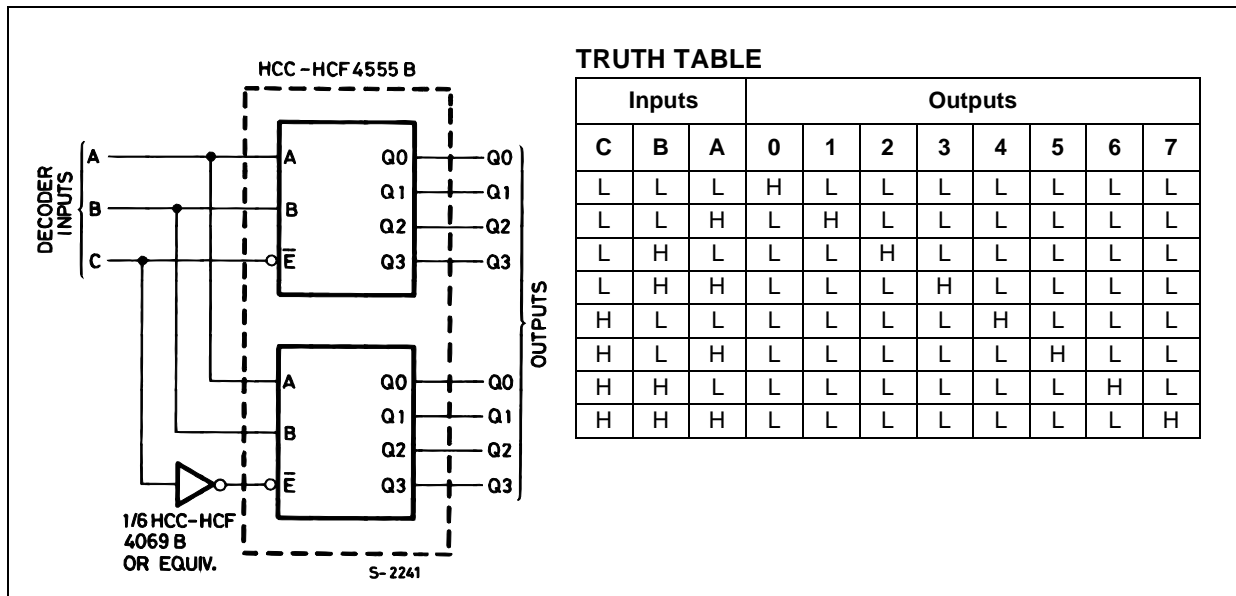 HCC-HCF 4555 B
DECODER
INPUTS
A
B
C
A
B
E
Q0
Q1
Q2
Q3
Q0
Q1
Q2
Q3
A
B
E
Q0
Q1
Q2
Q3
Q0
Q1
Q2
Q3
OUTPUTS
1/6 HCC-HCF
4069 B
OR EQUIV.
S-2241
TRUTH TABLE
Inputs Outputs
C B A 0 1 2 3 4 5 6 7
L L L H L L L L L L L
L L H L H L L L L L L
L H L L L H L L L L L
L H H L L L H L L L L
H L L L L L L H L L L
H L H L L L L L H L L
H H L L L L L L L H L
H H H L L L L L L L H